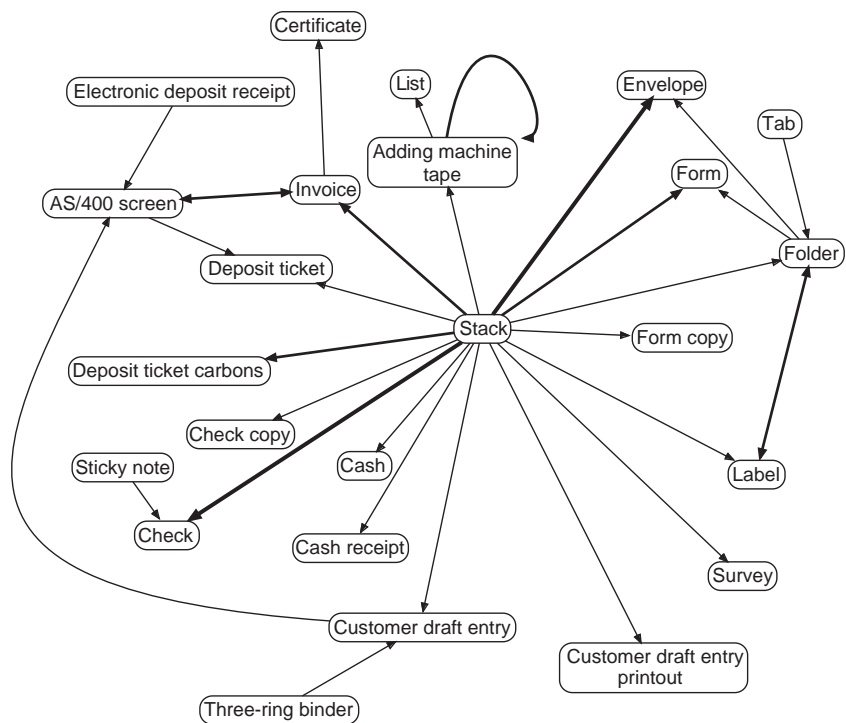 Certificate
Electronic deposit receipt
List
Envelope
Tab
Adding machine
tape
Form
AS/400 screen
Invoice
Deposit ticket
Folder
Stack
Form copy
Deposit ticket carbons
Check copy
Sticky note
Cash
Label
Check
Cash receipt
Survey
Customer draft entry
Customer draft entry
printout
Three-ring binder